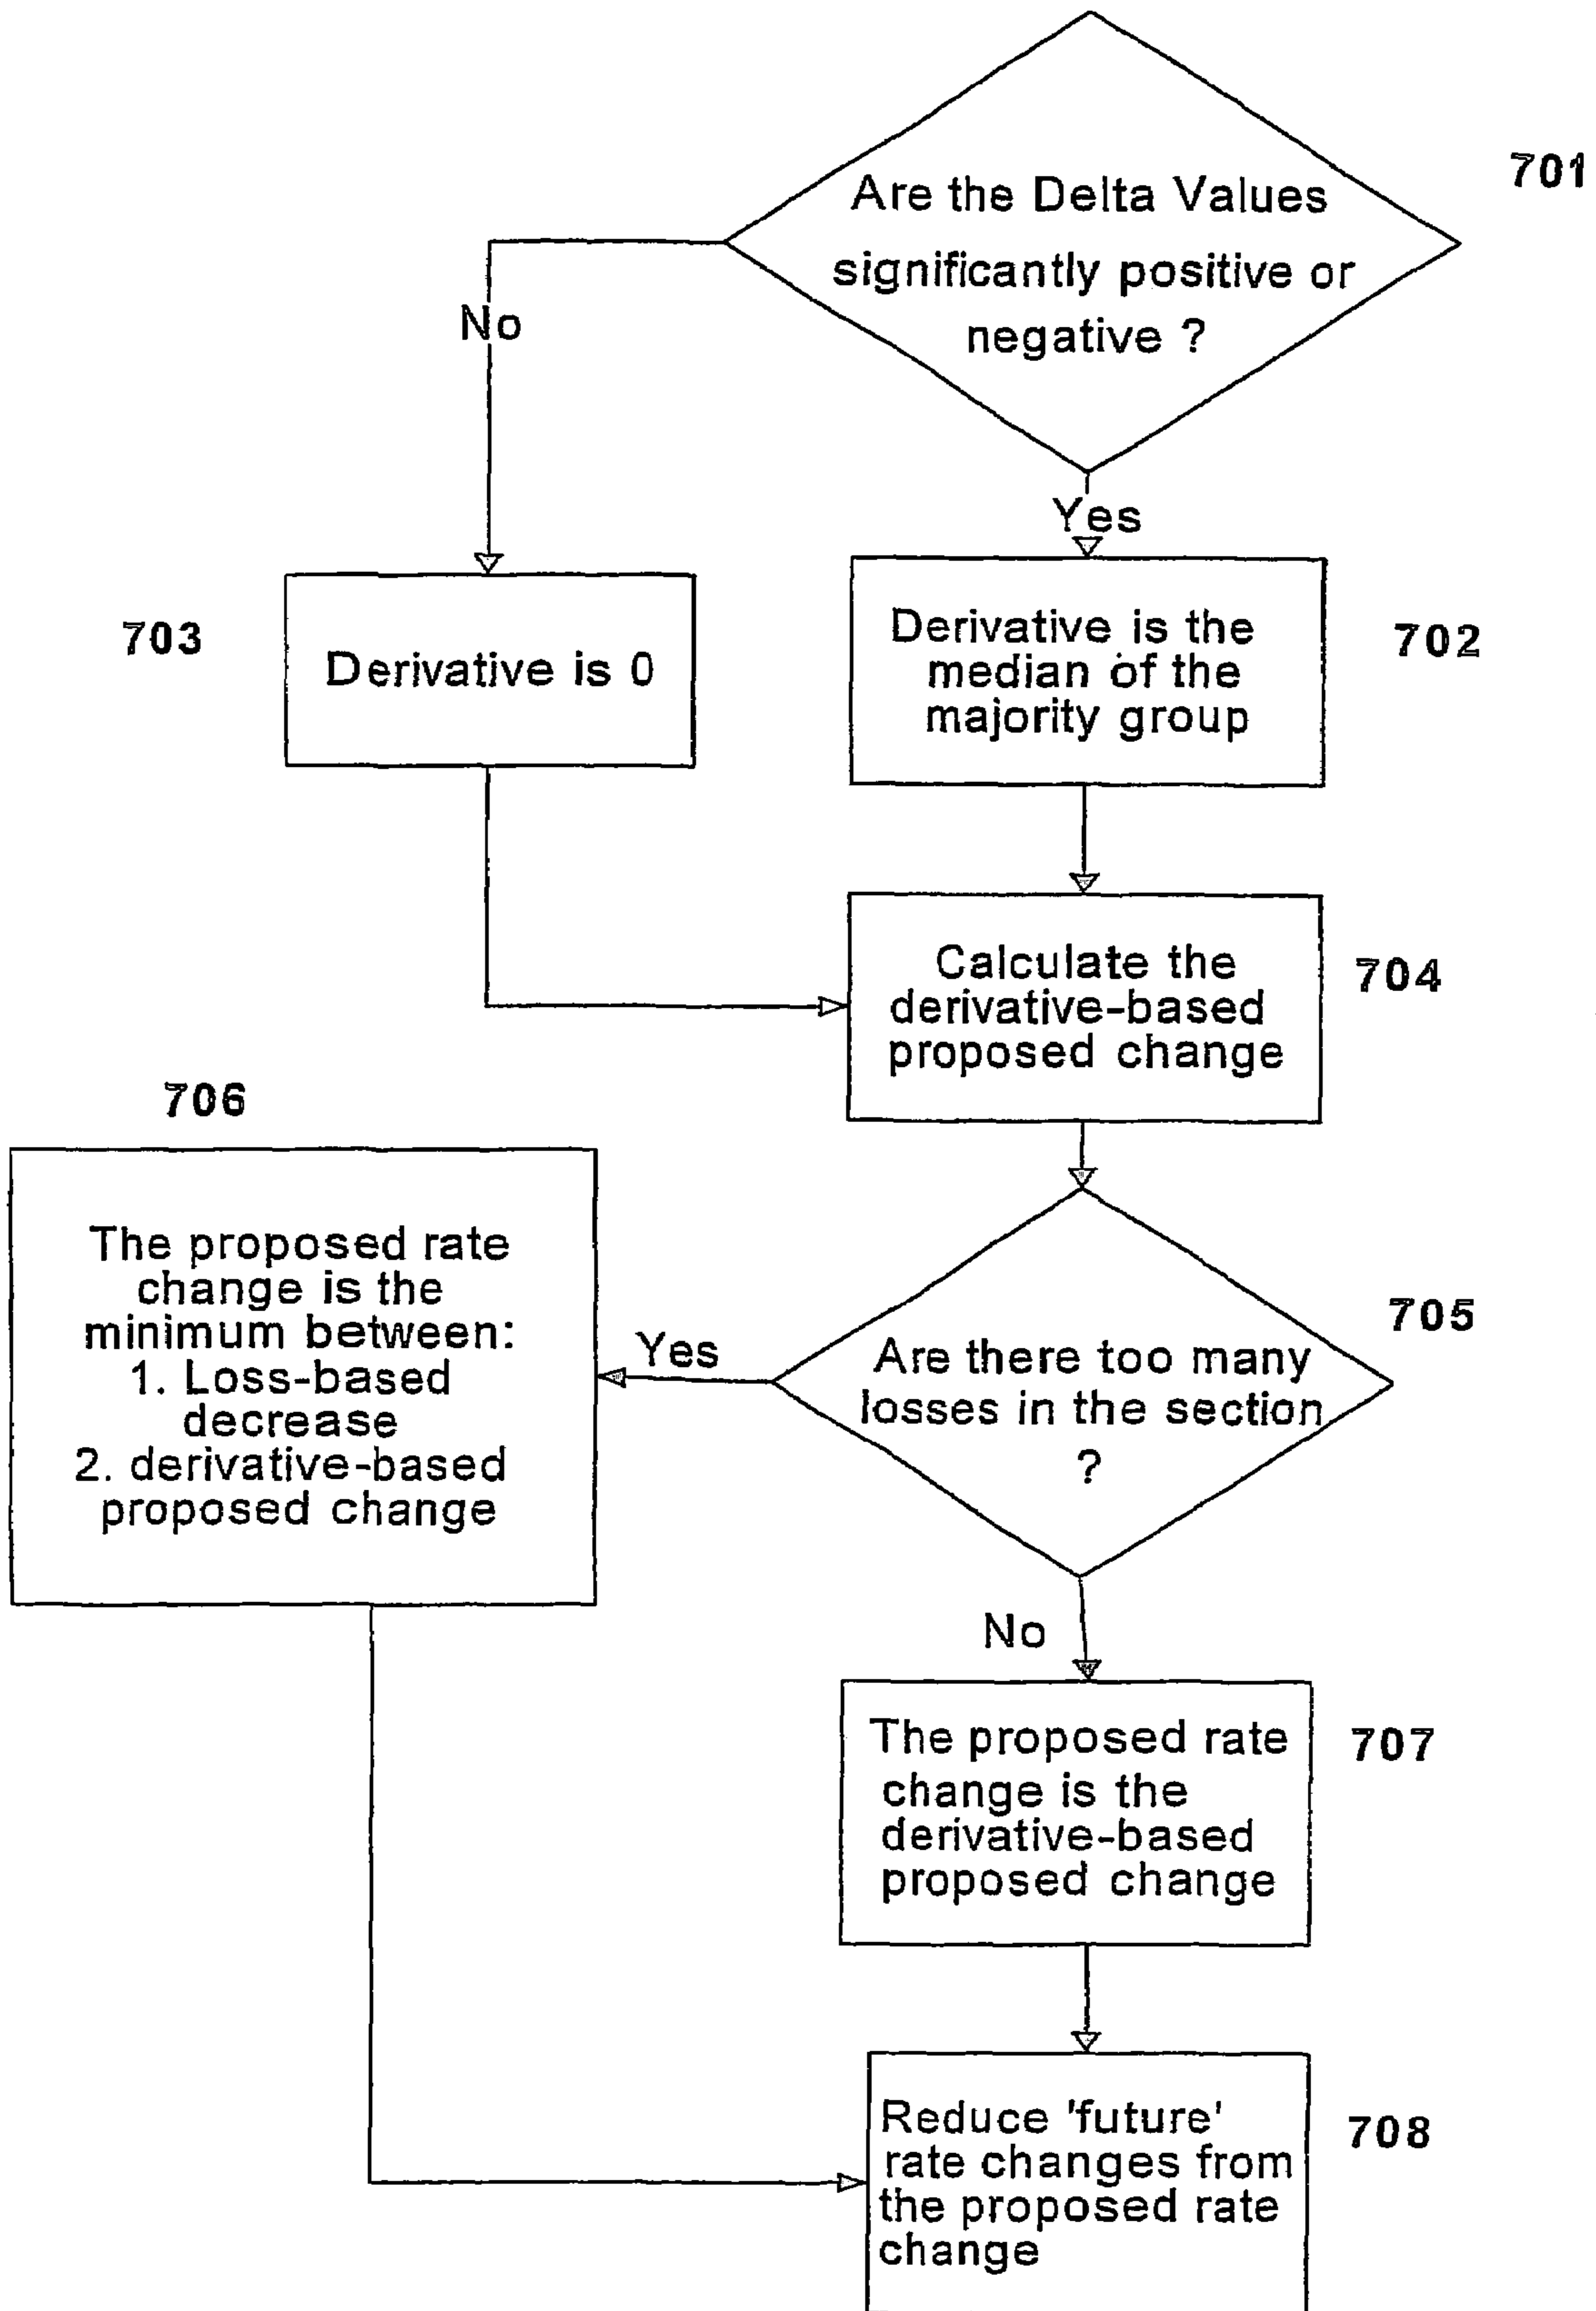 701
Are the Delta Values
significantly positive or
negative ?
No
Yes
703
Derivative is 0
Derivative is the
median of the
majority group
702
Calculate the
derivative-based
proposed change
704
706
The proposed rate
change is the
minimum between:
1. Loss-based
decrease
2. derivative-based
proposed change
Yes
705
Are there too many
losses in the section
?
No
The proposed rate
change is the
derivative-based
proposed change
707
Reduce 'future'
rate changes from
the proposed rate
change
708